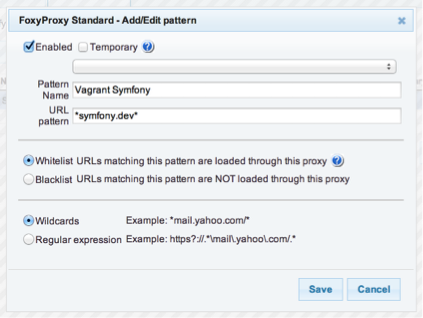 FoxyProxy Standard - Add/Edit pattern
Enabled Temporary
Pattern Name Vagrant Symfony
URL pattern *symfony.dev*
Whitelist URLs matching this pattern are loaded through this proxy
Blacklist URLs matching this pattern are NOT loaded through this proxy
Wildcards Example: *mail.yahoo.com/*
Regular expression Example: https?://.*\mail\.yahoo\.com/.*
Save Cancel